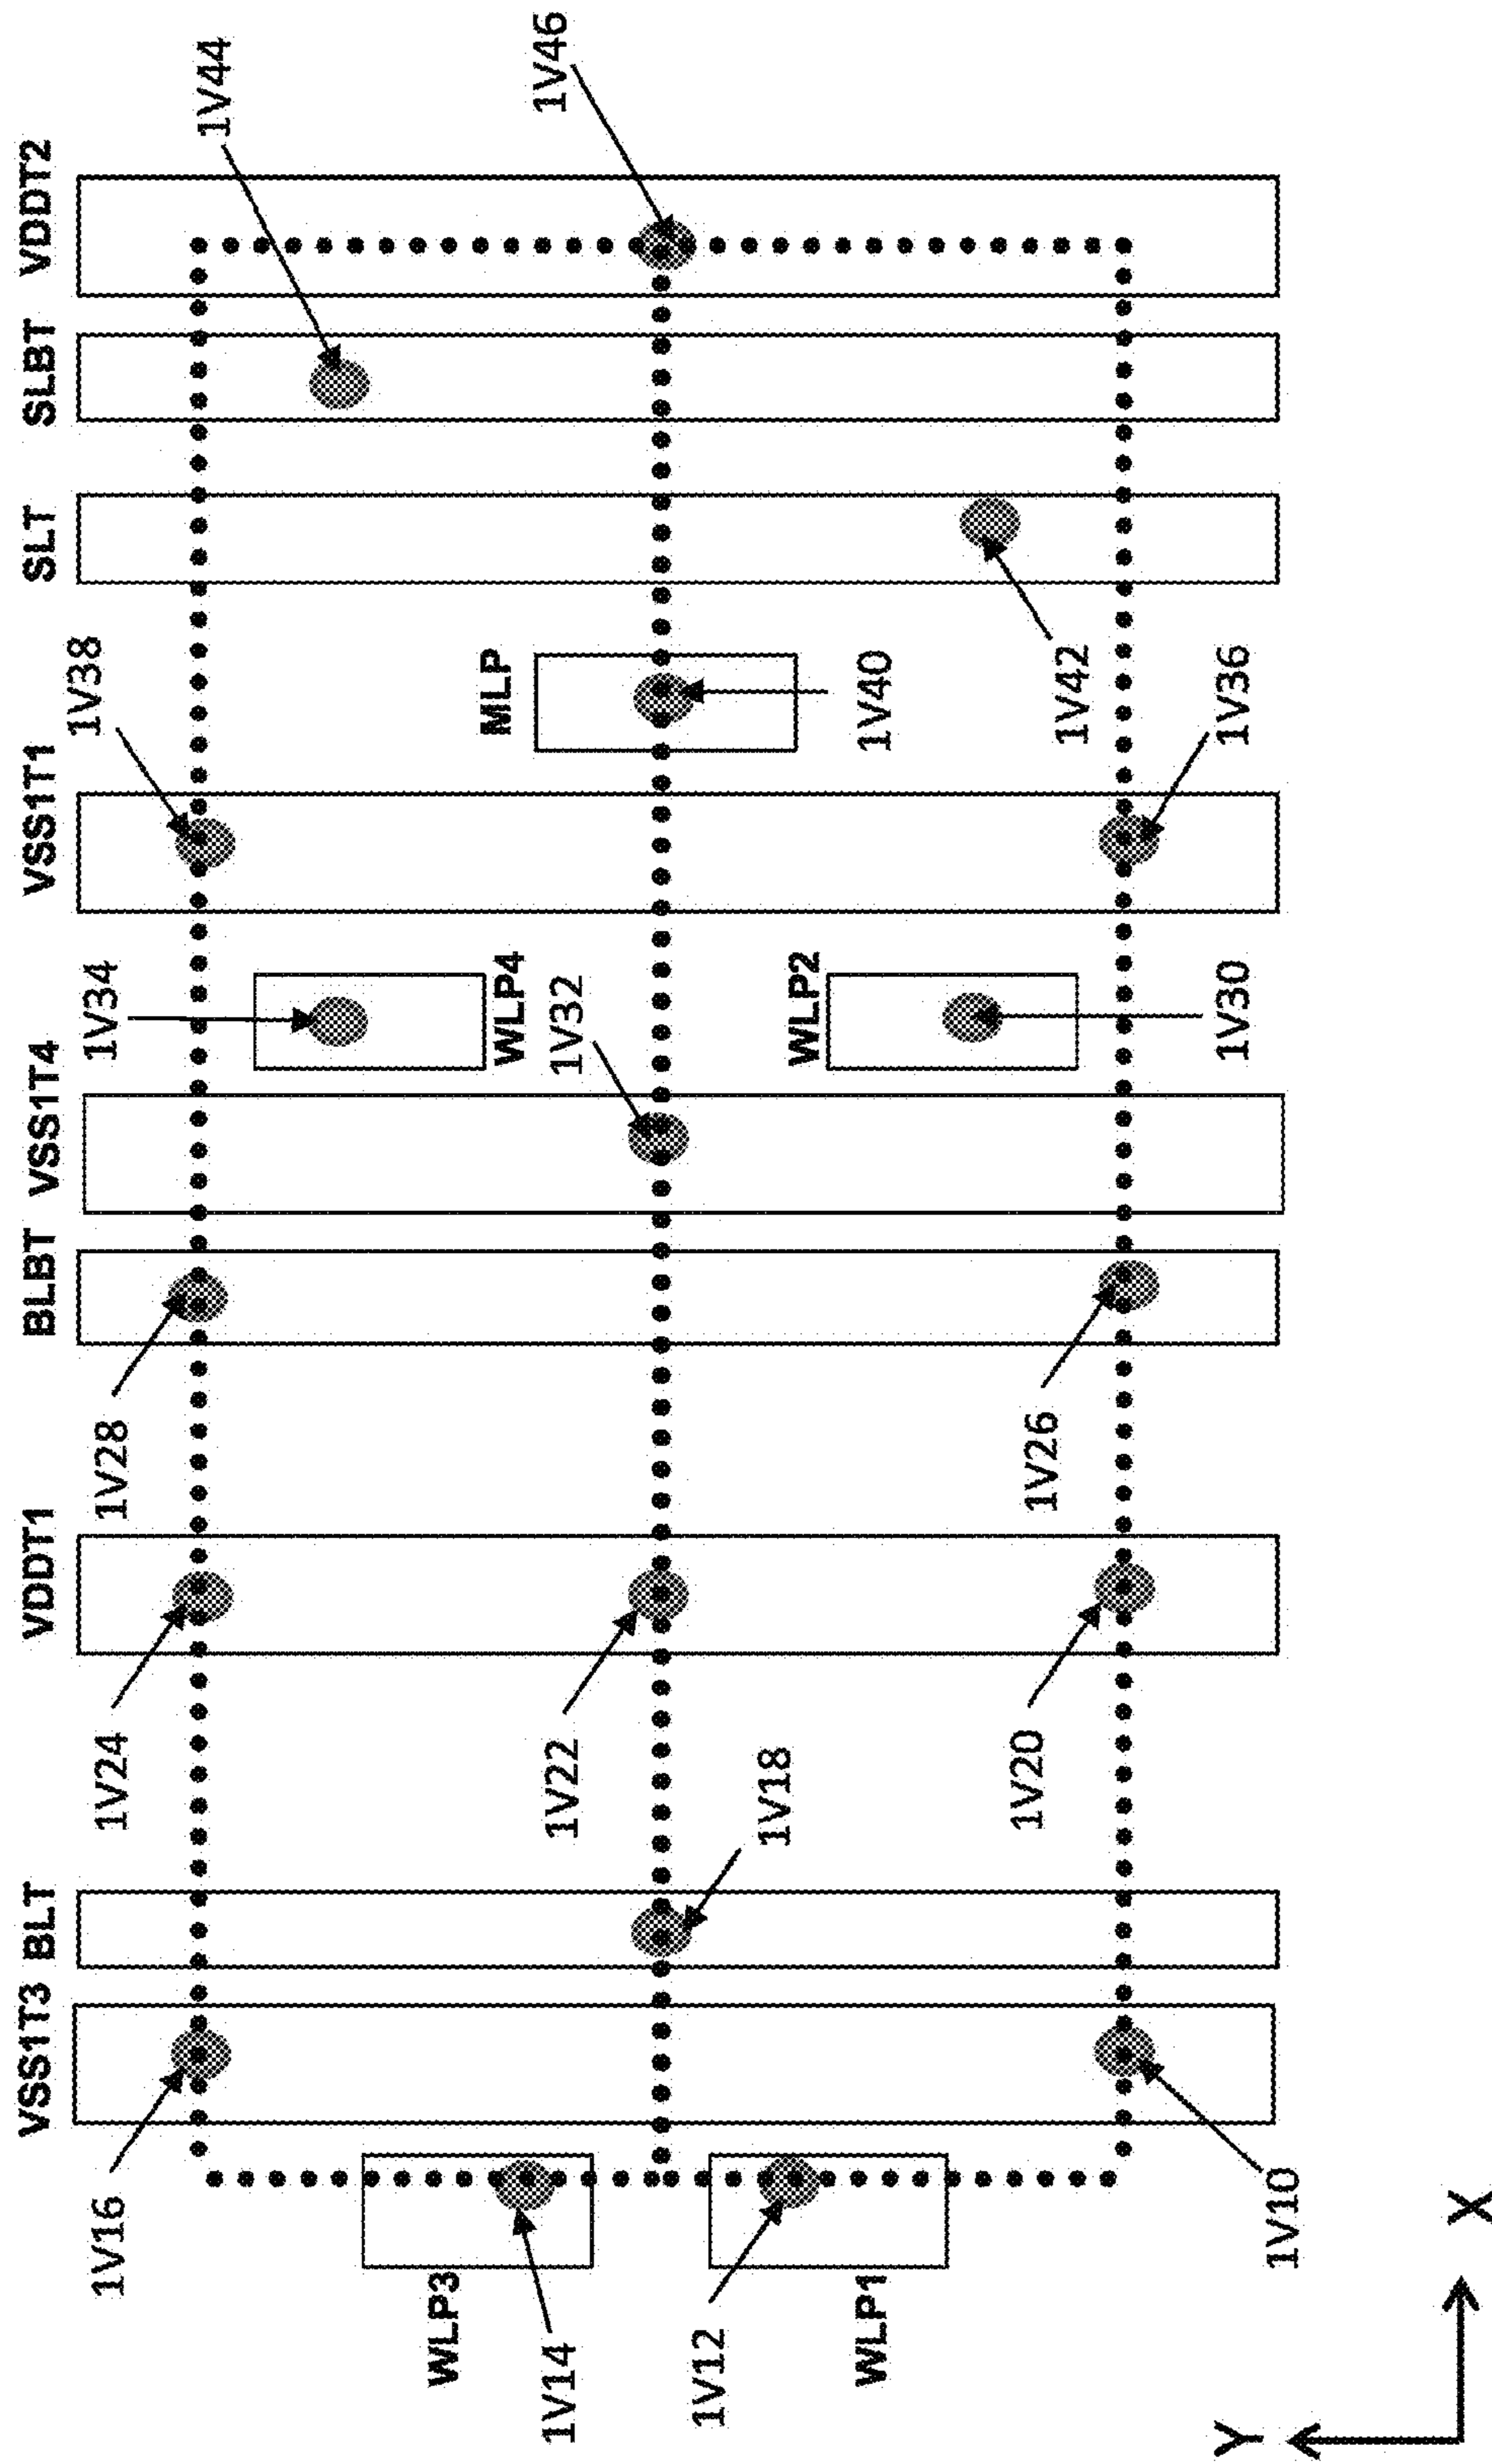 VSS1T3
BLT
VDDT1
BLBT
VSS1T4
VSS1T1
SLT
SLBT
VDDT2
1V16
1V24
1V28
1V34
1V38
1V44
WLP3
WLP4
MLP
1V46
1V14
1V22
1V32
1V12
1V18
WLP2
WLP1
1V40
1V20
1V26
1V42
1V10
1V30
1V36
Y
X